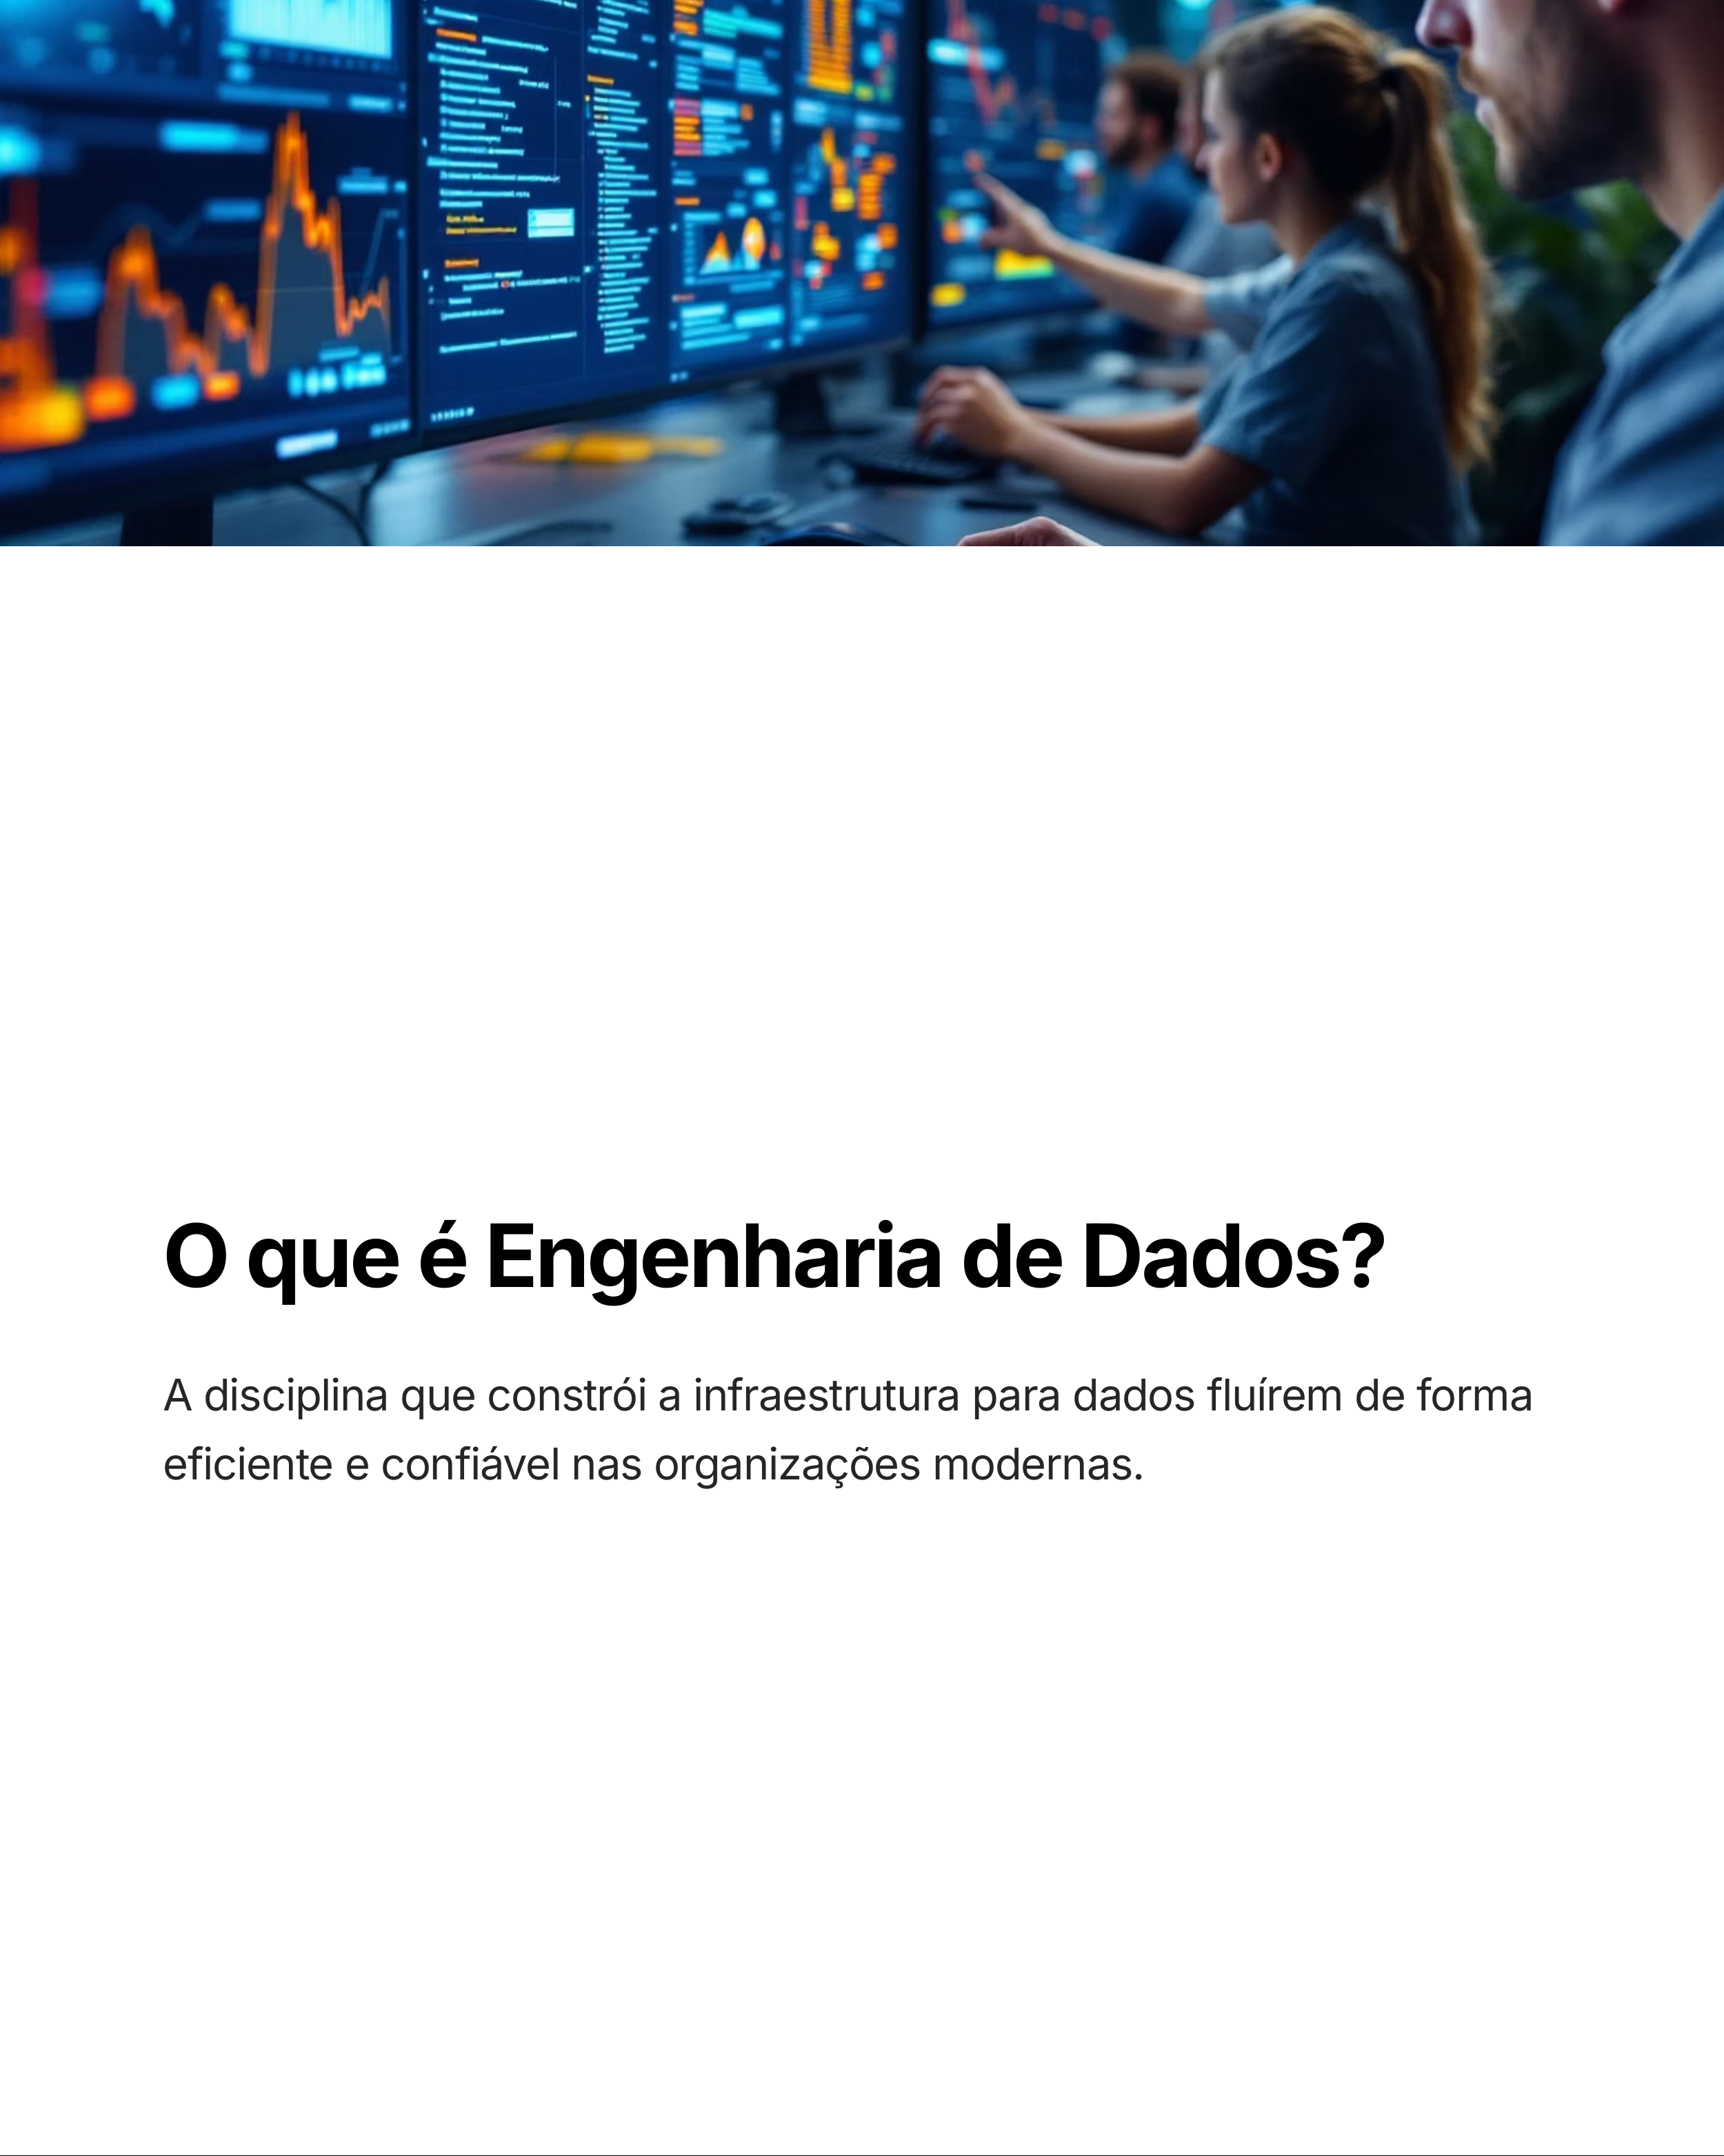 O que é Engenharia de Dados?
A disciplina que constrói a infraestrutura para dados fluírem de forma
eficiente e confiável nas organizações modernas.